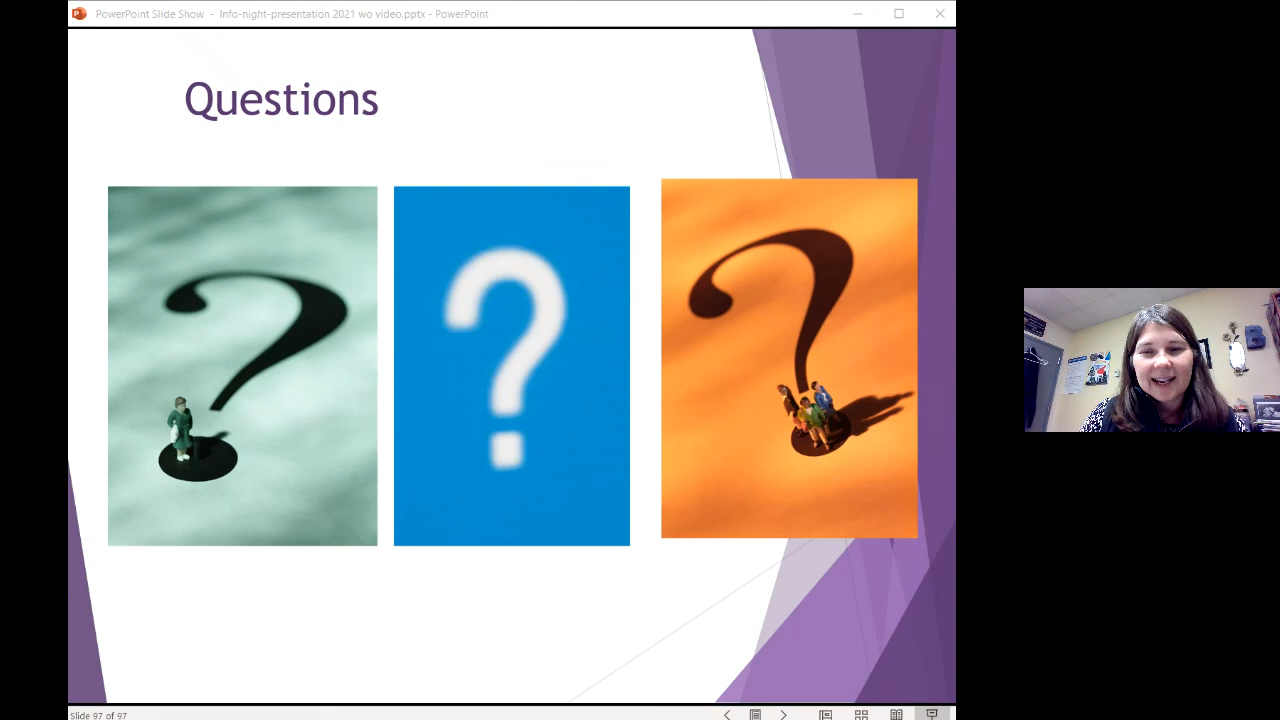 PowerPoint Slide Show - Info-night-presentation 2021 wo video.pptx - PowerPoint
Questions
?
?
?
Slide 97 of 97